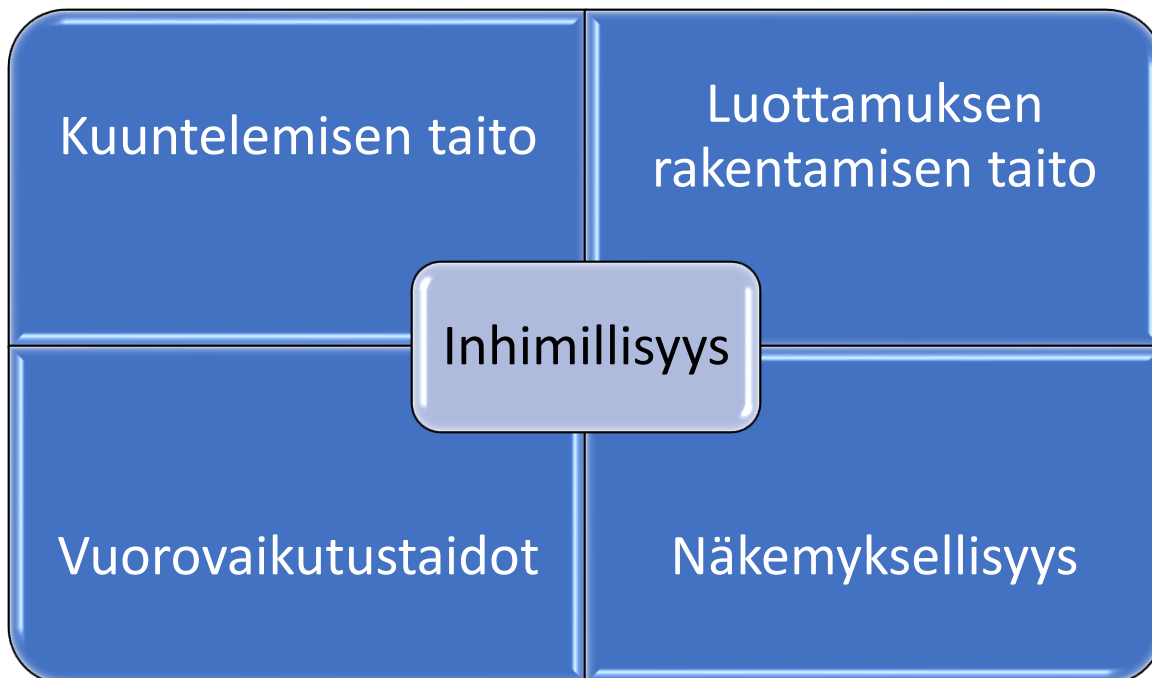 Kuuntelemisen taito
Luottamuksen
rakentamisen taito
Inhimillisyys
Vuorovaikutustaidot
Näkemyksellisyys